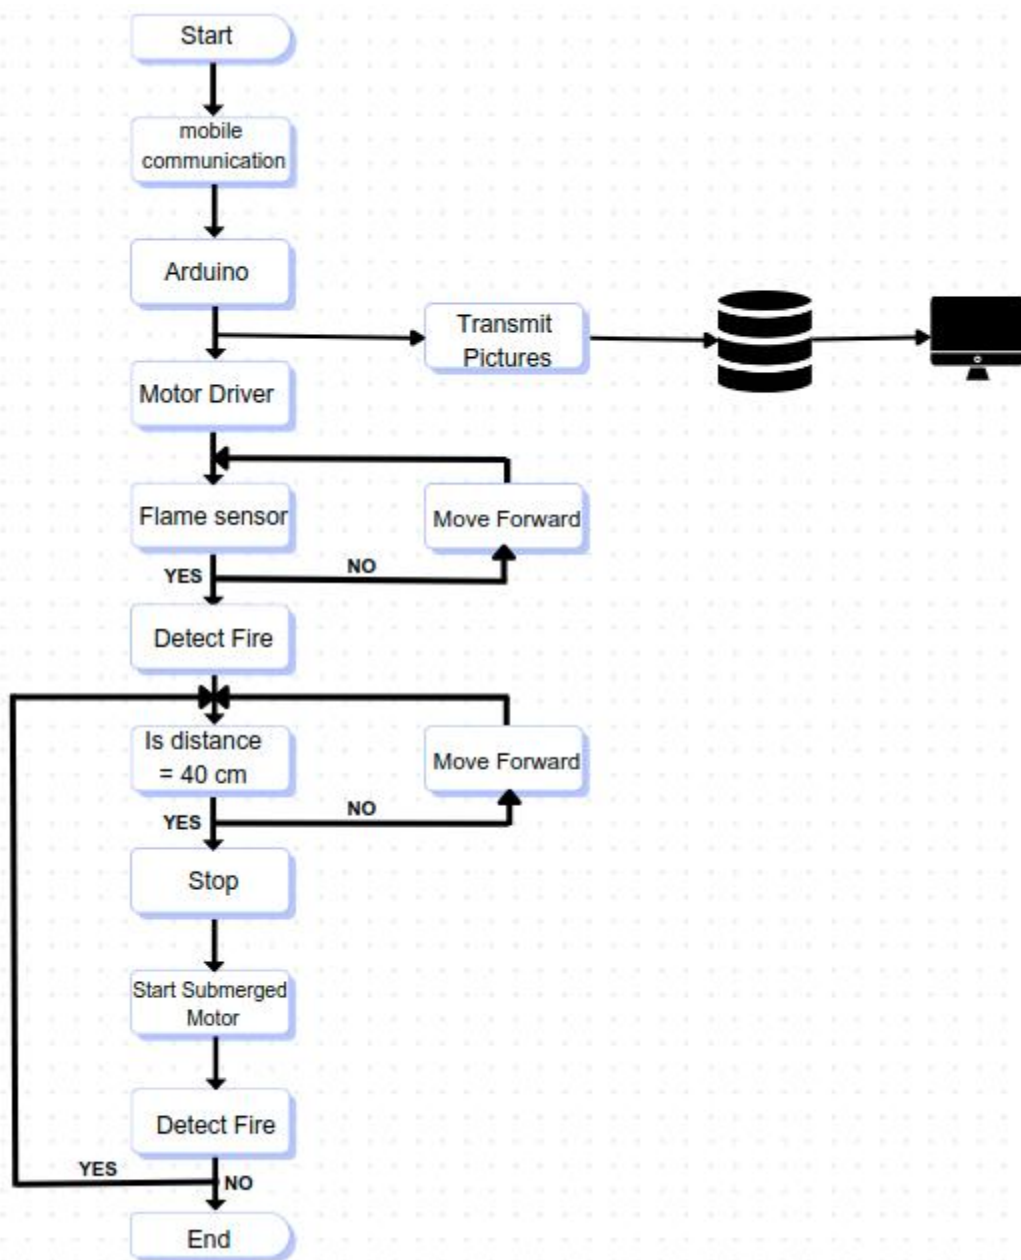 Start
mobile
communication
Arduino
Transmit
Pictures
Motor Driver
Flame sensor
Move Forward
YES
NO
Detect Fire
Is distance
= 40 cm
Move Forward
YES
NO
Stop
Start Submerged
Motor
Detect Fire
YES
NO
End